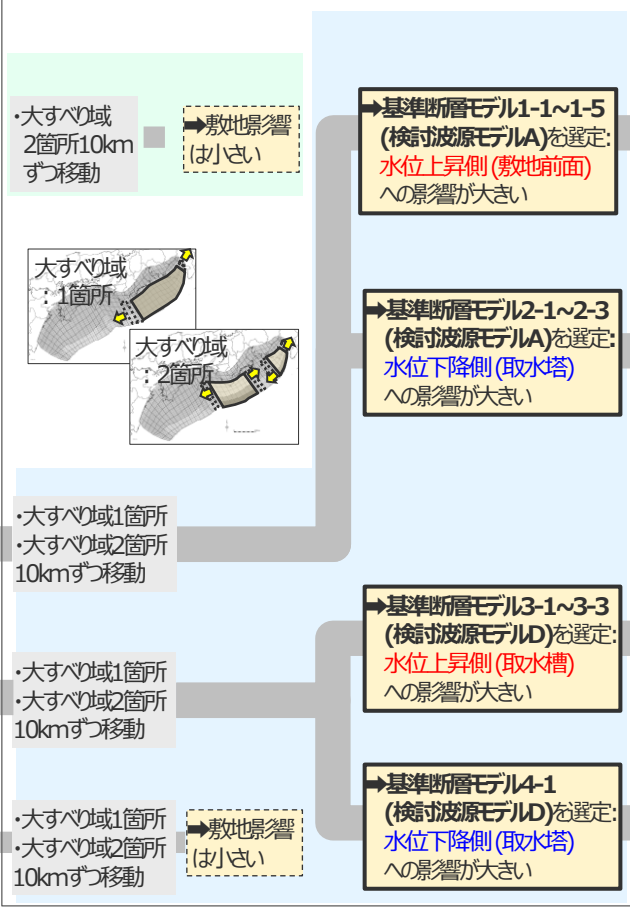 ・大すべり域
2箇所10km
ずつ移動
➡敷地影響
は小さい
➡基準断層モデル1-1~1-5
(検討波源モデルA)を選定:
水位上昇側(敷地前面)
への影響が大きい
大すべり域
:1箇所
大すべり域
:2箇所
➡基準断層モデル2-1~2-3
(検討波源モデルA)を選定:
水位下降側(取水塔)
への影響が大きい
・大すべり域1箇所
・大すべり域2箇所
10kmずつ移動
➡基準断層モデル3-1~3-3
(検討波源モデルD)を選定:
水位上昇側(取水槽)
への影響が大きい
・大すべり域1箇所
・大すべり域2箇所
10kmずつ移動
➡基準断層モデル4-1
(検討波源モデルD)を選定:
水位下降側(取水塔)
への影響が大きい
・大すべり域1箇所
・大すべり域2箇所
10kmずつ移動
➡敷地影響
は小さい